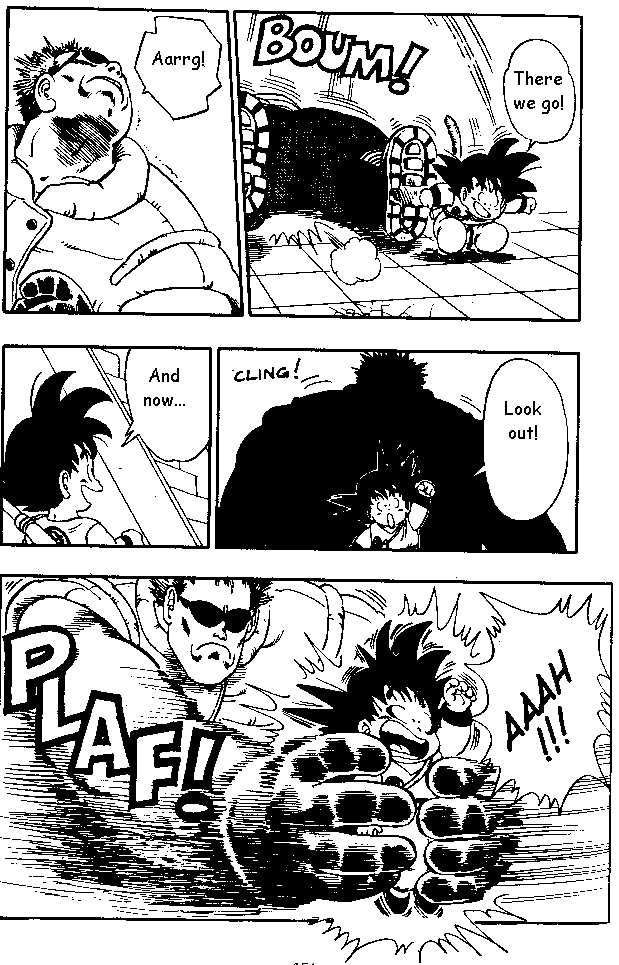 Aarrg!
BOUM!
There
we go!
And
now...
CLING!
Look
out!
PLAF!
AAAH
!!!